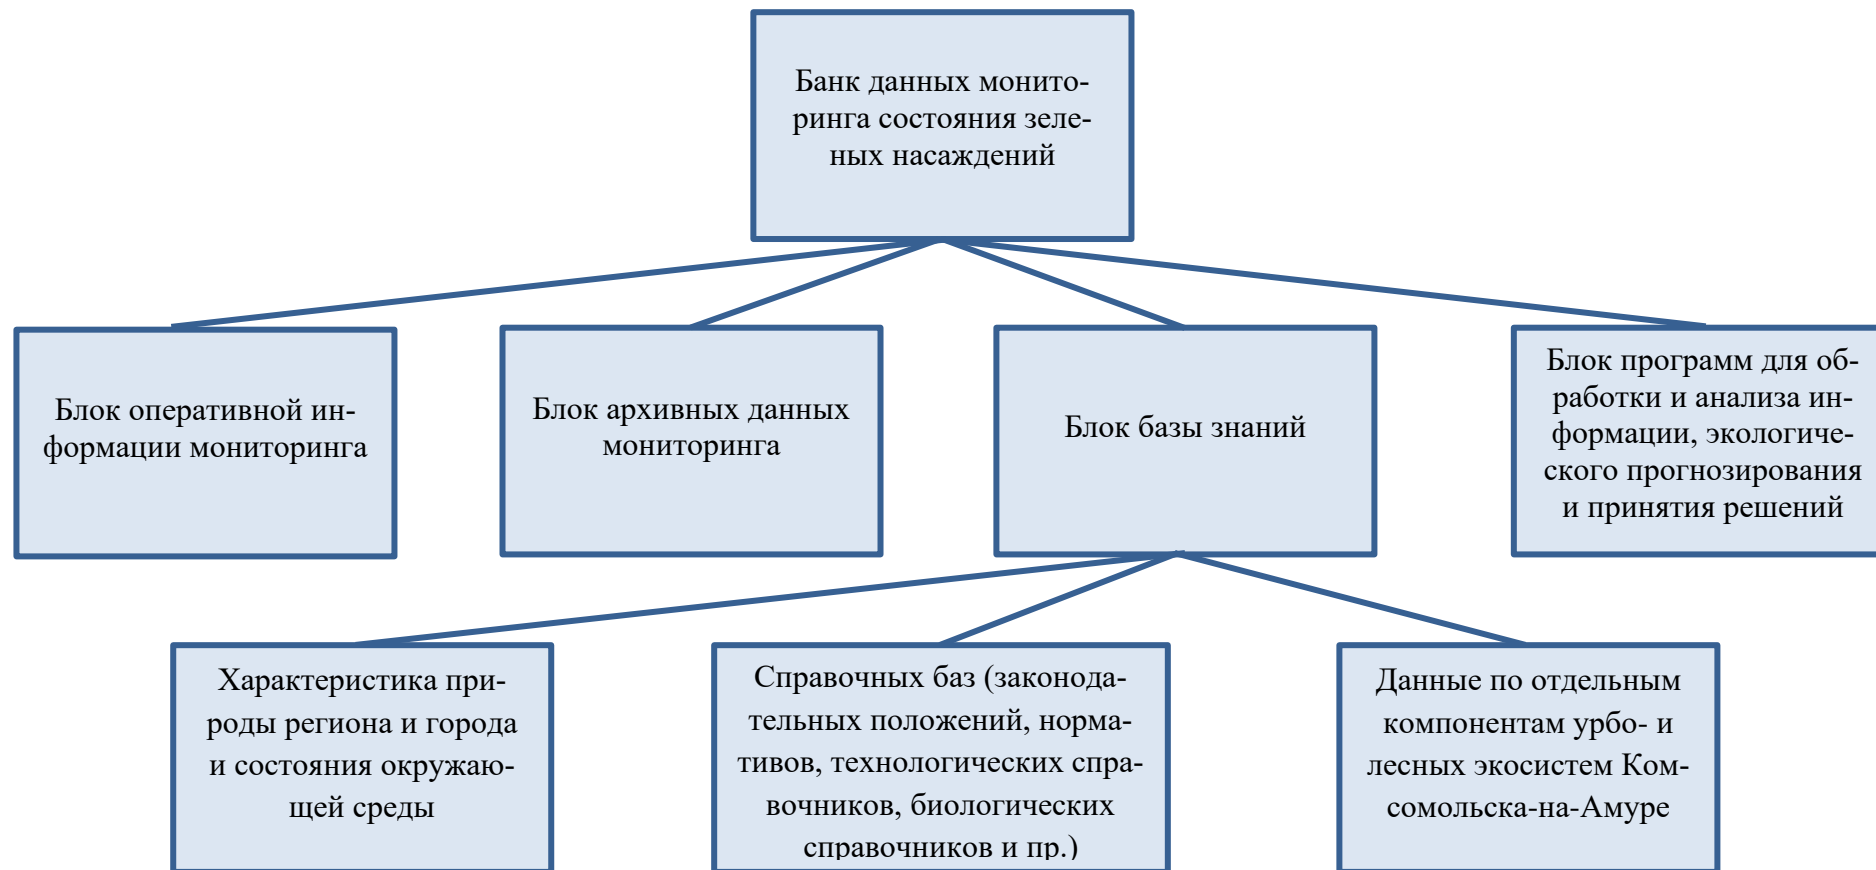 Банк данных монито-
ринга состояния зеле-
ных насаждений
Блок оперативной ин-
формации мониторинга
Блок архивных данных
мониторинга
Блок базы знаний
Блок программ для об-
работки и анализа ин-
формации, экологиче-
ского прогнозирования
и принятия решений
Характеристика при-
роды региона и города
и состояния окружаю-
щей среды
Справочных баз (законода-
тельных положений, норма-
тивов, технологических спра-
вочников, биологических
справочников и пр.)
Данные по отдельным
компонентам урбо- и
лесных экосистем Ком-
сомольска-на-Амуре